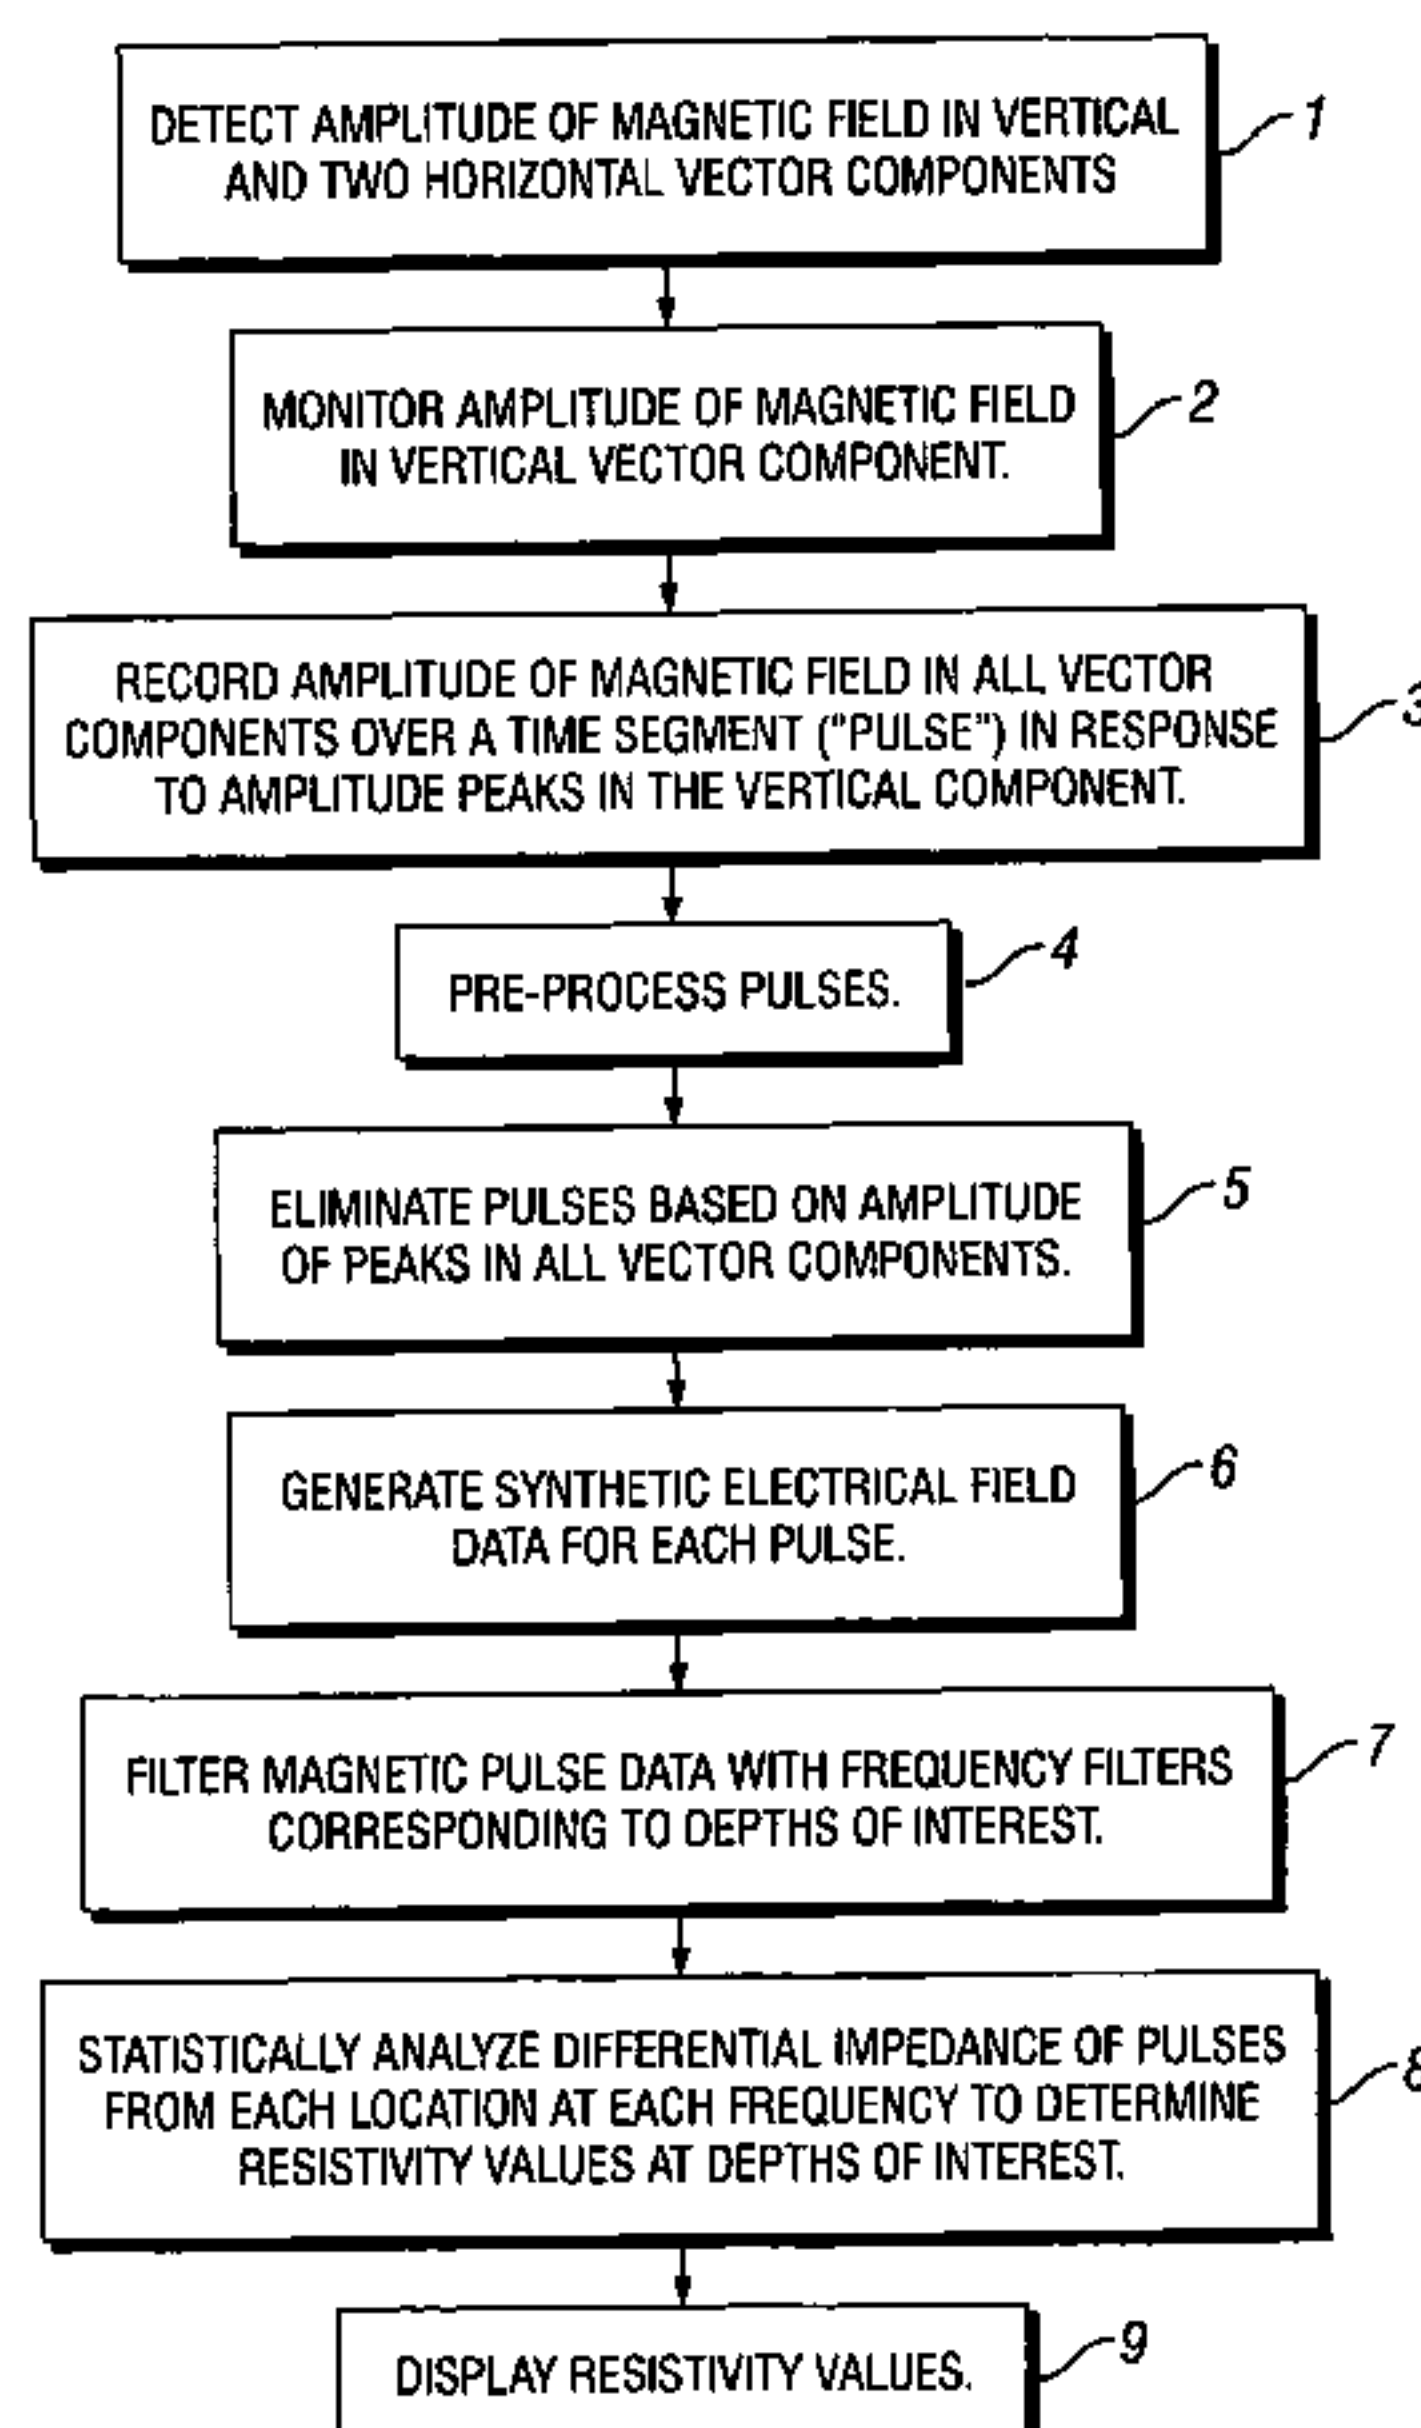 DETECT AMPLITUDE OF MAGNETIC FIELD IN VERTICAL
AND TWO HORIZONTAL VECTOR COMPONENTS
1
MONITOR AMPLITUDE OF MAGNETIC FIELD
IN VERTICAL VECTOR COMPONENT.
2
RECORD AMPLITUDE OF MAGNETIC FIELD IN ALL VECTOR
COMPONENTS OVER A TIME SEGMENT ("PULSE") IN RESPONSE
TO AMPLITUDE PEAKS IN THE VERTICAL COMPONENT.
3
PRE-PROCESS PULSES.
4
ELIMINATE PULSES BASED ON AMPLITUDE
OF PEAKS IN ALL VECTOR COMPONENTS.
5
GENERATE SYNTHETIC ELECTRICAL FIELD
DATA FOR EACH PULSE.
6
FILTER MAGNETIC PULSE DATA WITH FREQUENCY FILTERS
CORRESPONDING TO DEPTHS OF INTEREST.
7
STATISTICALLY ANALYZE DIFFERENTIAL IMPEDANCE OF PULSES
FROM EACH LOCATION AT EACH FREQUENCY TO DETERMINE
RESISTIVITY VALUES AT DEPTHS OF INTEREST.
8
DISPLAY RESISTIVITY VALUES.
9